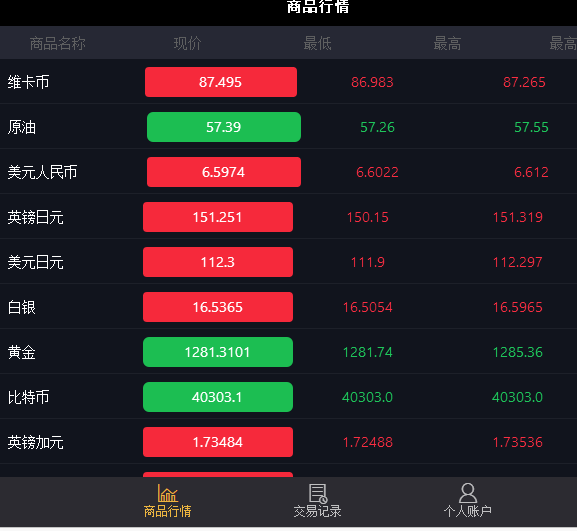 商品行情
商品名称 现价 最低 最高 最高
维卡币 87.495 86.983 87.265
原油 57.39 57.26 57.55
美元人民币 6.5974 6.6022 6.612
英镑日元 151.251 150.15 151.319
美元日元 112.3 111.9 112.297
白银 16.5365 16.5054 16.5965
黄金 1281.3101 1281.74 1285.36
比特币 40303.1 40303.0 40303.0
英镑加元 1.73484 1.72488 1.73536
商品行情 交易记录 个人账户